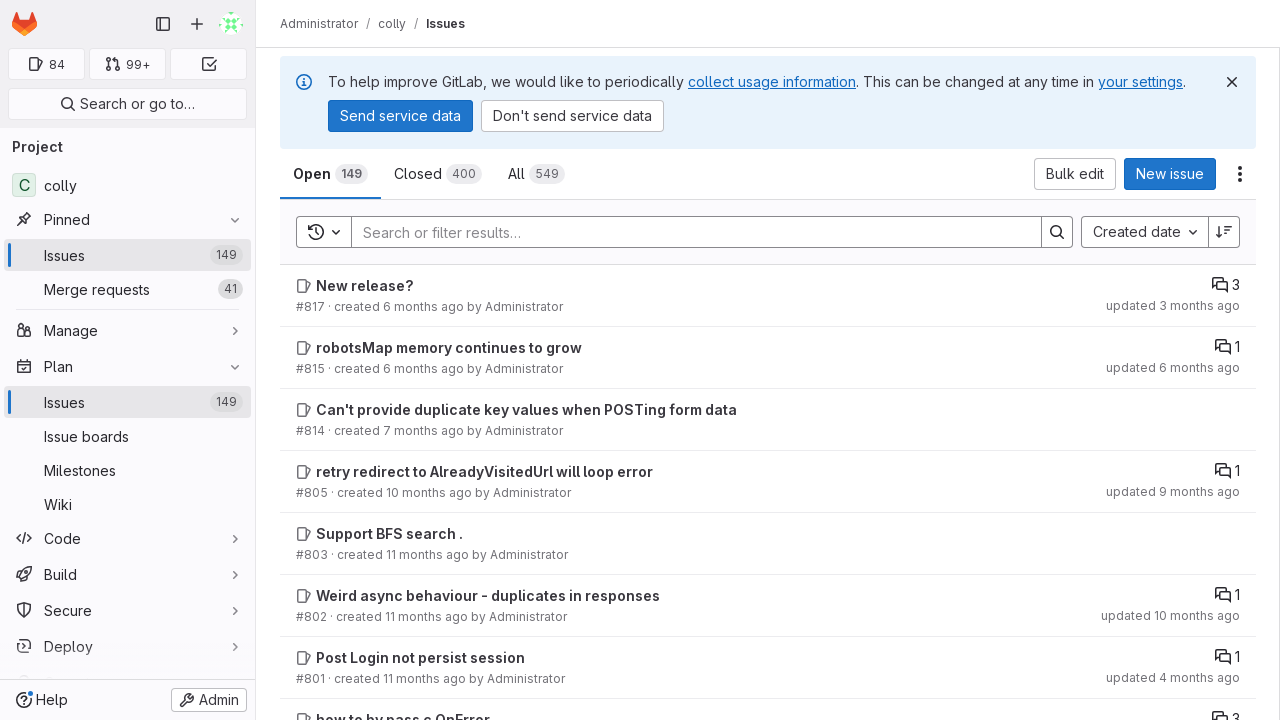 84
99+
Search or go to…
Project
C
colly
Pinned
Issues
149
Merge requests
41
Manage
Plan
Issues
149
Issue boards
Milestones
Wiki
Code
Build
Secure
Deploy
Help
Admin
Administrator / colly / Issues
To help improve GitLab, we would like to periodically collect usage information. This can be changed at any time in your settings.
Send service data
Don't send service data
Open 149
Closed 400
All 549
Bulk edit
New issue
Search or filter results…
Created date
New release?
3
#817 · created 6 months ago by Administrator
updated 3 months ago
robotsMap memory continues to grow
1
#815 · created 6 months ago by Administrator
updated 6 months ago
Can't provide duplicate key values when POSTing form data
#814 · created 7 months ago by Administrator
retry redirect to AlreadyVisitedUrl will loop error
1
#805 · created 10 months ago by Administrator
updated 9 months ago
Support BFS search .
#803 · created 11 months ago by Administrator
Weird async behaviour - duplicates in responses
1
#802 · created 11 months ago by Administrator
updated 10 months ago
Post Login not persist session
1
#801 · created 11 months ago by Administrator
updated 4 months ago
how to by pass c.OnError
3